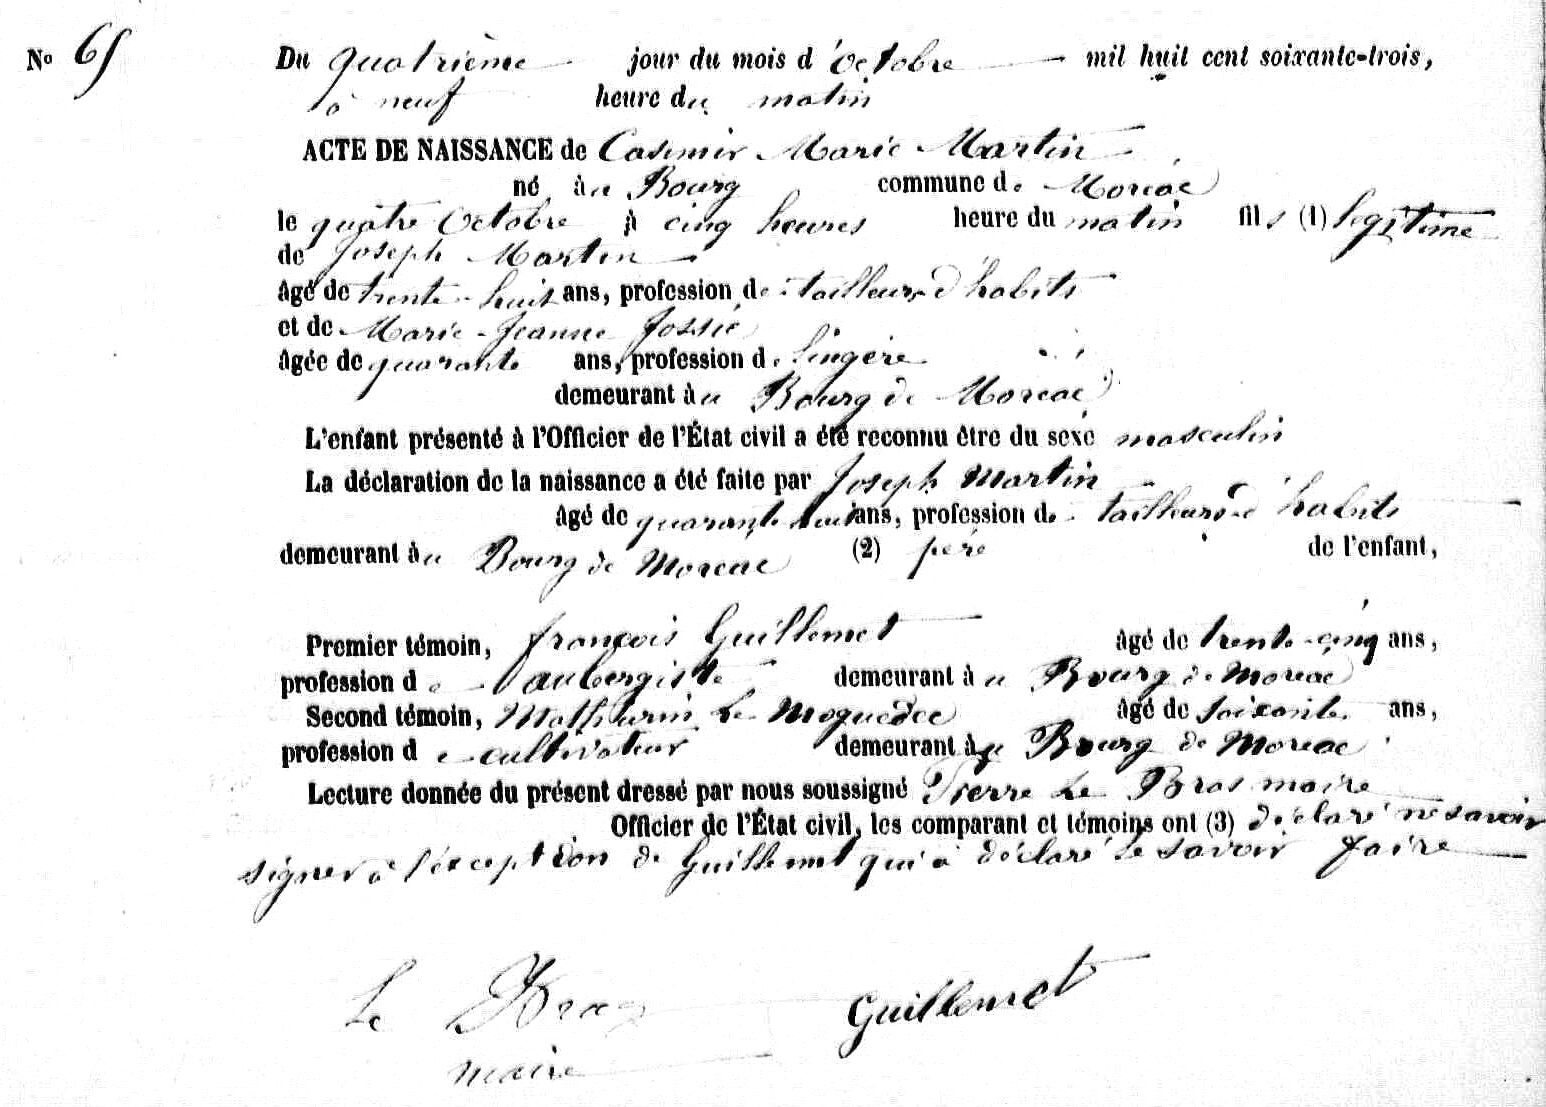 No 65
Du quatrième jour du mois d'octobre mil huit cent soixante-trois,
à neuf heure du matin
ACTE DE NAISSANCE de Casimir Marie Martin
né au Bourg commune de Moréac
le quatre Octobre à cinq heures heure du matin fils (1) légitime
de Joseph Martin
âgé de trente-huit ans, profession de tailleur d'habits
et de Marie-Jeanne Jossic
âgée de quarante ans, profession de lingère
demeurant au Bourg de Moréac
L'enfant présenté à l'Officier de l'État civil a été reconnu être du sexe masculin
La déclaration de la naissance a été faite par Joseph Martin
âgé de quarante huit ans, profession de tailleur d'habits
demeurant au Bourg de Moréac (2) père de l'enfant,
Premier témoin, françois Guillemet âgé de trente-cinq ans,
profession de aubergiste demeurant au Bourg de Moréac
Second témoin, Mathurin Le Moguedec âgé de soixante ans,
profession de cultivateur demeurant au Bourg de Moréac
Lecture donnée du présent dressé par nous soussigné Pierre Le Bras maire
Officier de l'État civil, les comparant et témoins ont (3) déclaré ne savoir
signer à l'exception de Guillemet qui a déclaré le savoir faire
Le Bras Guillemet
maire